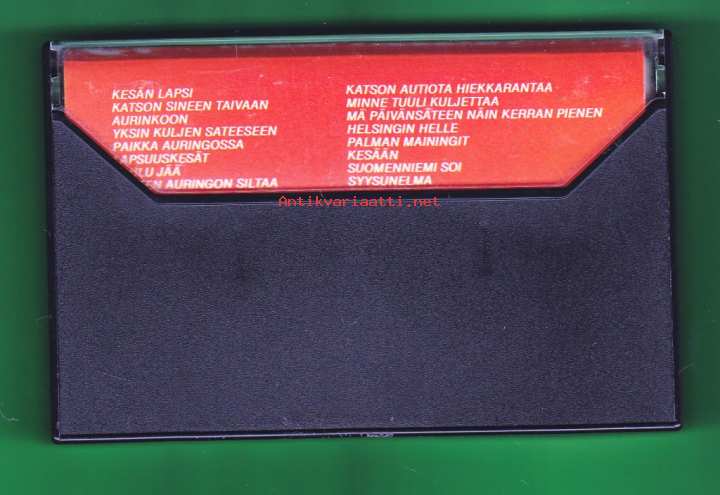 KESÄN LAPSI
KATSON SINEEN TAIVAAN
AURINKOON
YKSIN KULJEN SATEESEEN
PAIKKA AURINGOSSA
LAPSUUSKESÄT
JÄÄ
AURINGON SILTAA
KATSON AUTIOTA HIEKKARANTAA
MINNE TUULI KULJETTAA
MÄ PÄIVÄNSÄTEEN NÄIN KERRAN PIENEN
HELSINGIN HELLE
PALMAN MAININGIT
KESÄÄN
SUOMENNIEMI SOI
SYYSUNELMA
Antikvariaatti.net